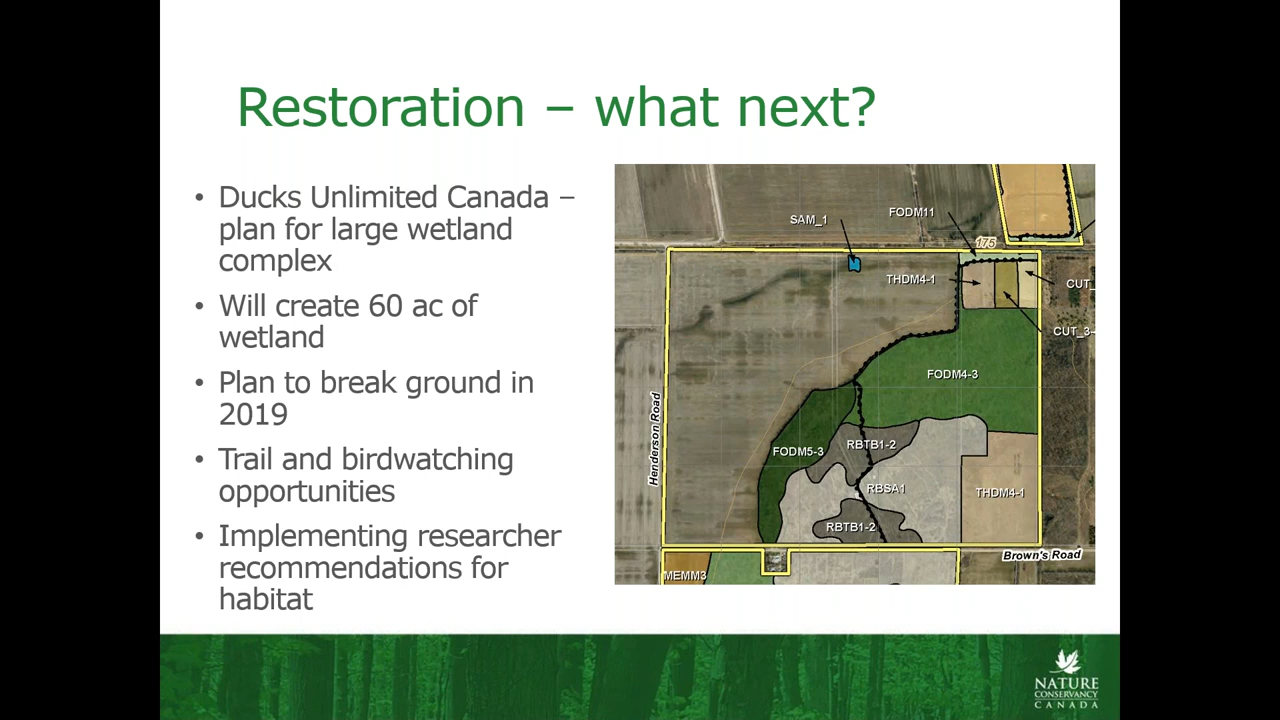 Restoration – what next?
• Ducks Unlimited Canada –
plan for large wetland
complex
• Will create 60 ac of
wetland
• Plan to break ground in
2019
• Trail and birdwatching
opportunities
• Implementing researcher
recommendations for
habitat
SAM_1
FODM11
175
THDM4-1
CUT_
CUT_3-
FODM4-3
Henderson Road
FODM5-3
RBTB1-2
RBSA1
THDM4-1
RBTB1-2
Brown's Road
MEMM3
NATURE
CONSERVANCY
CANADA